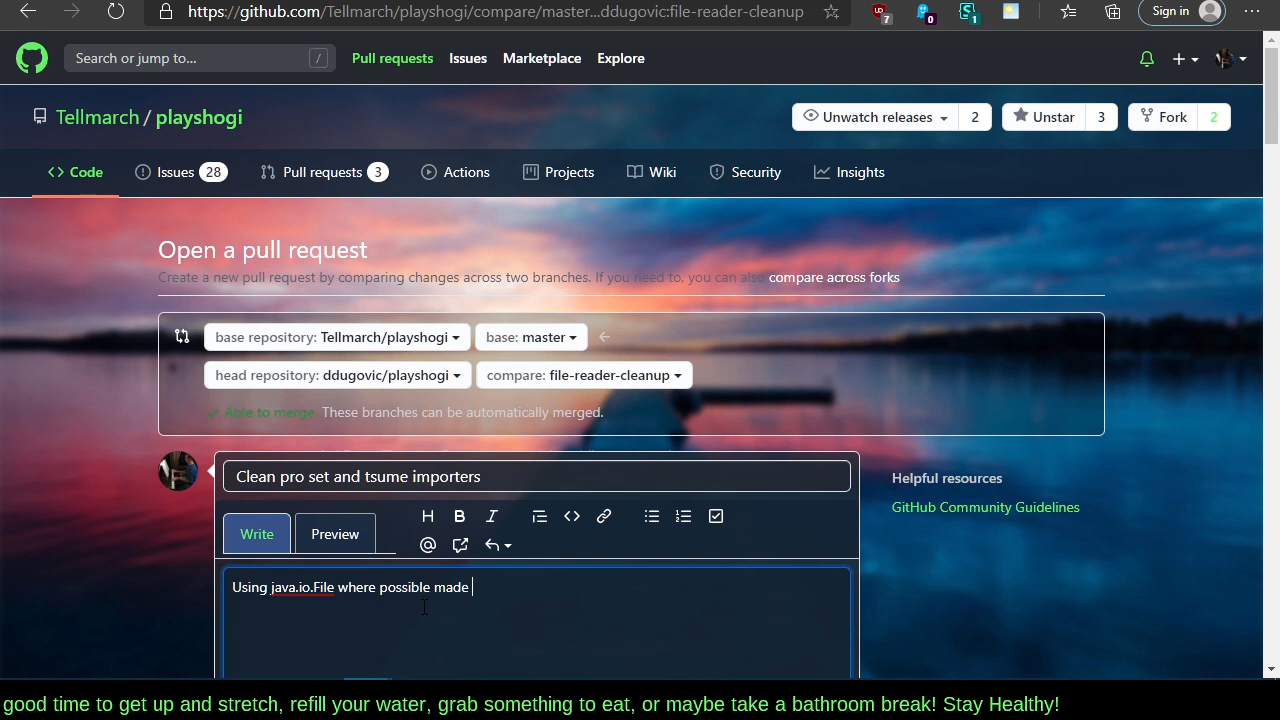 https://github.com/Tellmarch/playshogi/compare/master...ddugovic:file-reader-cleanup
7
0
1
Sign in
Search or jump to...
/
Pull requests
Issues
Marketplace
Explore
Tellmarch / playshogi
Unwatch releases 2
Unstar 3
Fork 2
Code
Issues 28
Pull requests 3
Actions
Projects
Wiki
Security
Insights
Open a pull request
Create a new pull request by comparing changes across two branches. If you need to, you can also compare across forks
base repository: Tellmarch/playshogi
base: master
head repository: ddugovic/playshogi
compare: file-reader-cleanup
Able to merge. These branches can be automatically merged.
Clean pro set and tsume importers
Helpful resources
GitHub Community Guidelines
Write
Preview
Using java.io.File where possible made
good time to get up and stretch, refill your water, grab something to eat, or maybe take a bathroom break! Stay Healthy!